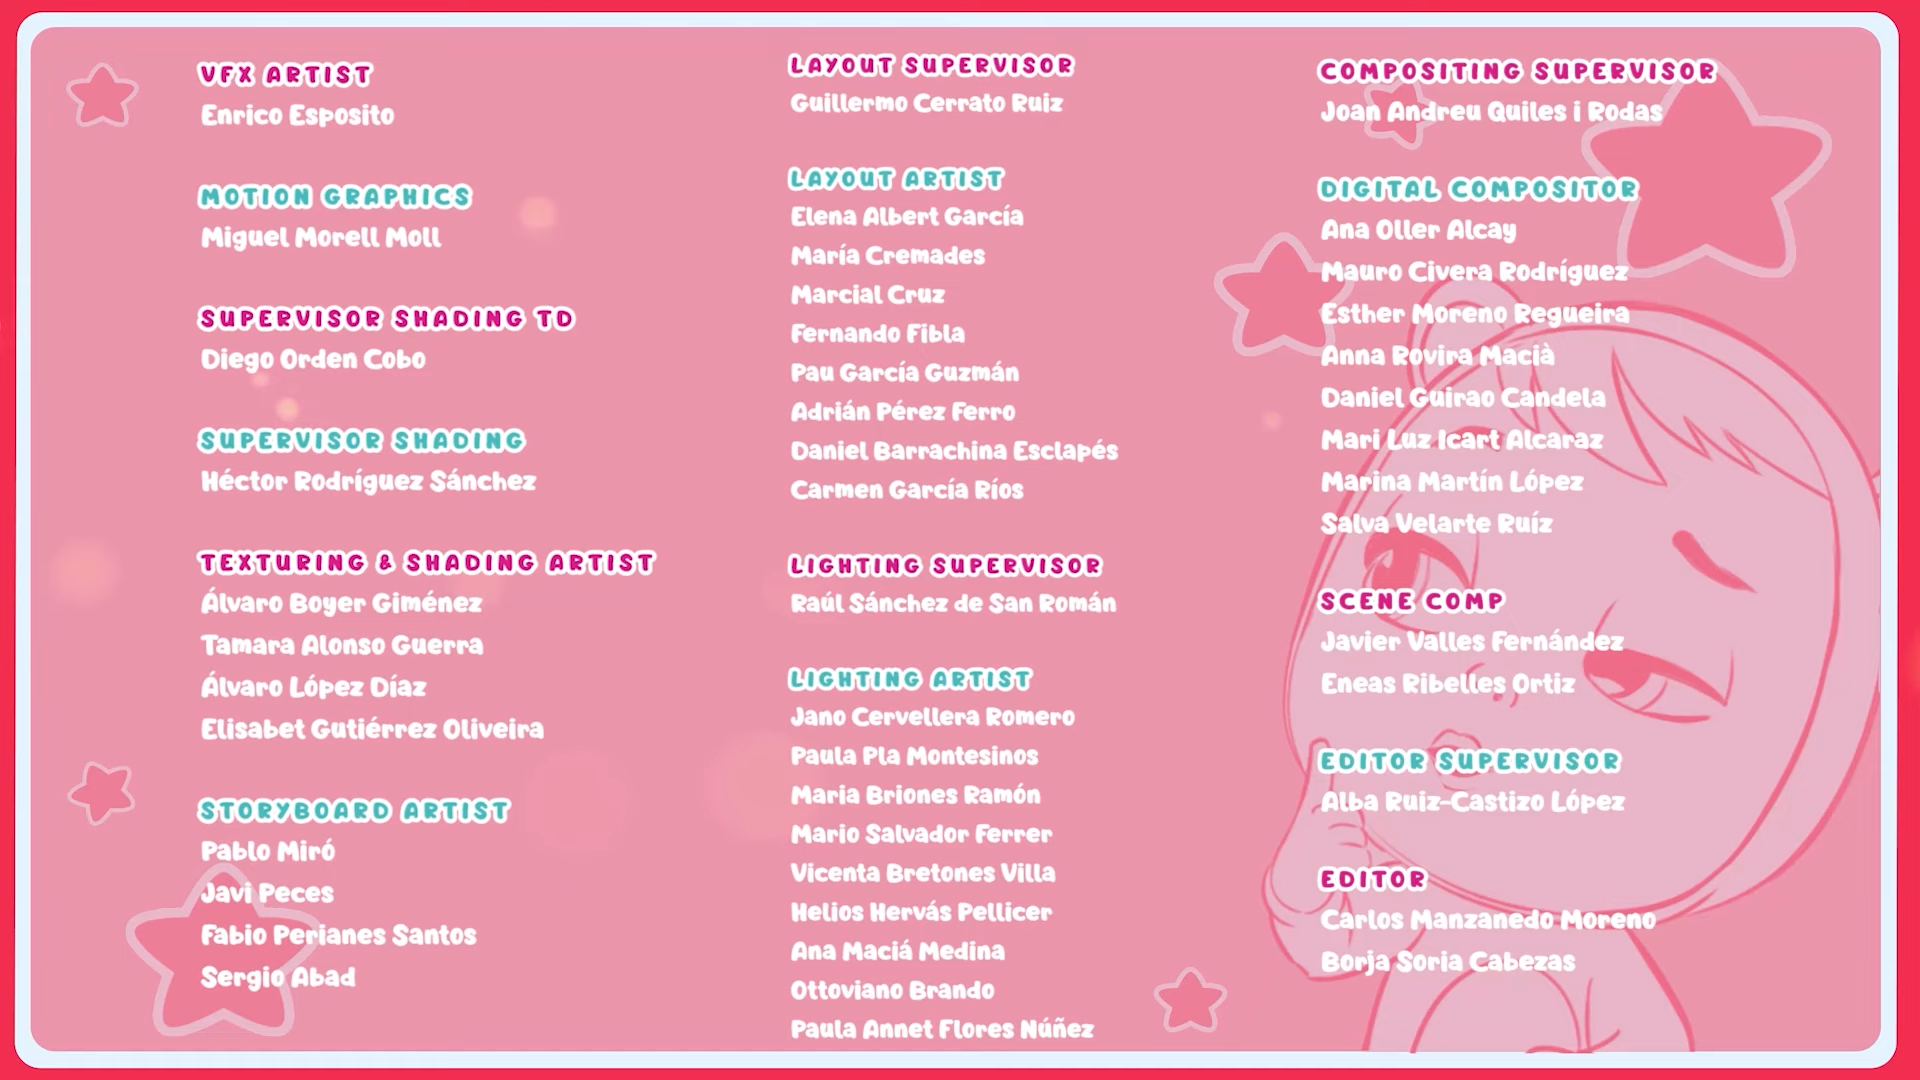 VFX ARTIST
Enrico Esposito
MOTION GRAPHICS
Miguel Morell Moll
SUPERVISOR SHADING TD
Diego Orden Cobo
SUPERVISOR SHADING
Héctor Rodríguez Sánchez
TEXTURING & SHADING ARTIST
Álvaro Boyer Giménez
Tamara Alonso Guerra
Álvaro López Díaz
Elisabet Gutiérrez Oliveira
STORYBOARD ARTIST
Pablo Miró
Javi Peces
Fabio Perianes Santos
Sergio Abad
LAYOUT SUPERVISOR
Guillermo Cerrato Ruiz
LAYOUT ARTIST
Elena Albert García
María Cremades
Marcial Cruz
Fernando Fibla
Pau García Guzmán
Adrián Pérez Ferro
Daniel Barrachina Esclapés
Carmen García Ríos
LIGHTING SUPERVISOR
Raúl Sánchez de San Román
LIGHTING ARTIST
Jano Cervellera Romero
Paula Pla Montesinos
Maria Briones Ramón
Mario Salvador Ferrer
Vicenta Bretones Villa
Helios Hervás Pellicer
Ana Maciá Medina
Ottoviano Brando
Paula Annet Flores Núñez
COMPOSITING SUPERVISOR
Joan Andreu Quiles i Rodas
DIGITAL COMPOSITOR
Ana Oller Alcay
Mauro Civera Rodríguez
Esther Moreno Regueira
Anna Rovira Macià
Daniel Guirao Candela
Mari Luz Icart Alcaraz
Marina Martín López
Salva Velarte Ruíz
SCENE COMP
Javier Valles Fernández
Eneas Ribelles Ortiz
EDITOR SUPERVISOR
Alba Ruiz-Castizo López
EDITOR
Carlos Manzanedo Moreno
Borja Soria Cabezas